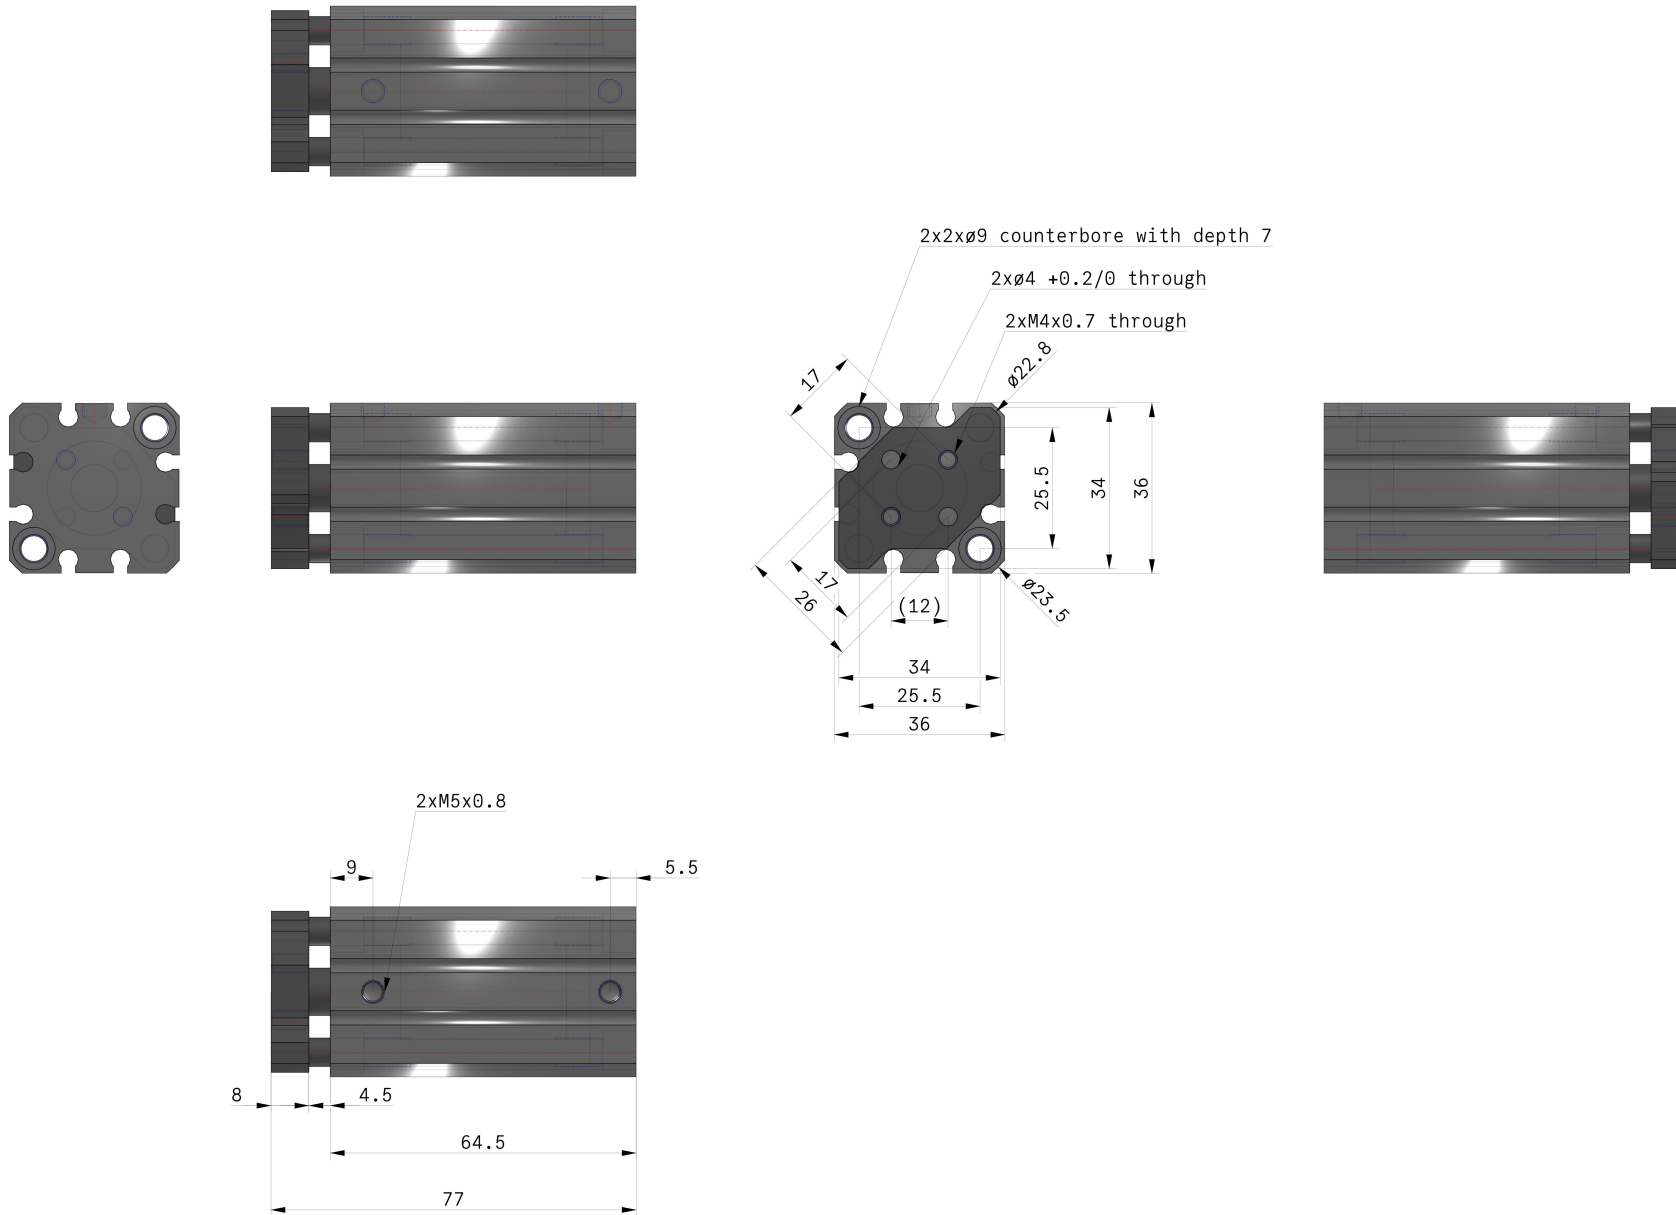 2x2xø9 counterbore with depth 7
2xø4 +0.2/0 through
2xM4x0.7 through
ø22.8
17
25.5
34
36
17
26
(12)
ø23.5
34
25.5
36
2xM5x0.8
9
5.5
8
4.5
64.5
77